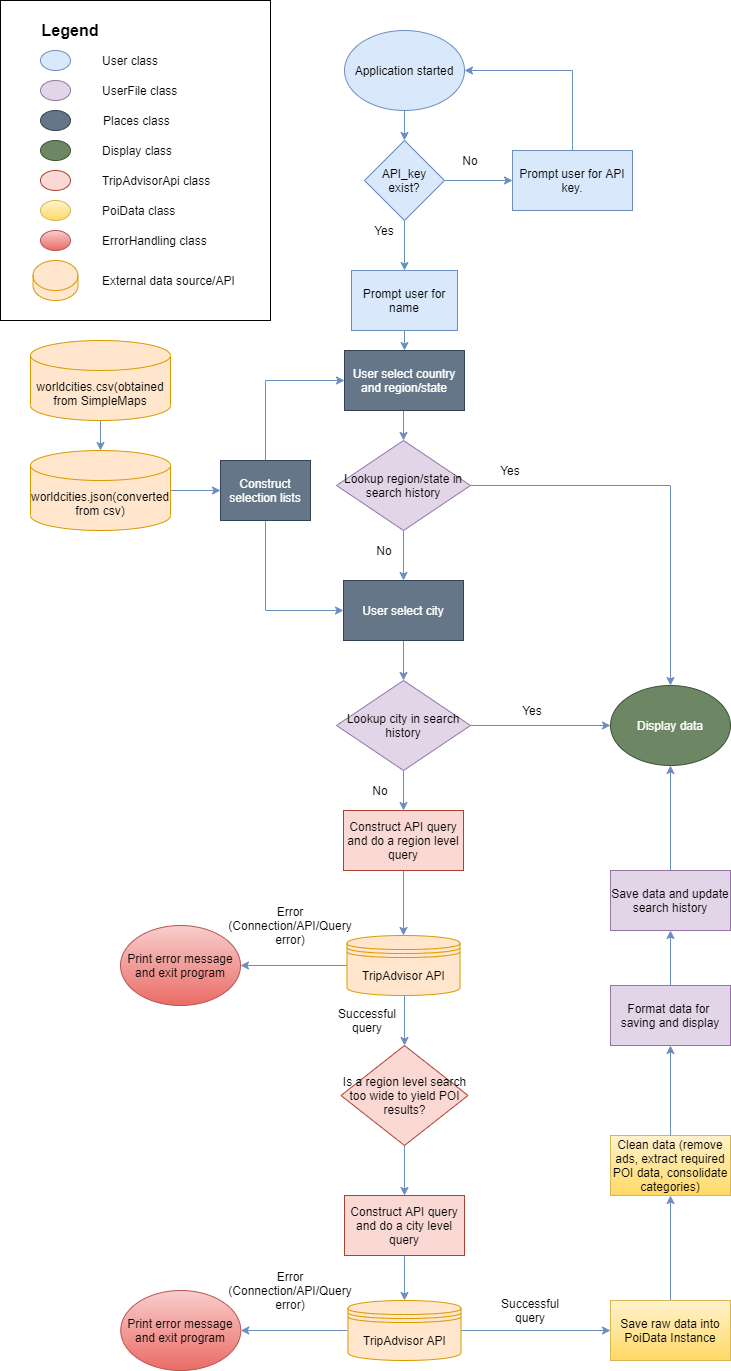 Legend
User class
UserFile class
Places class
Display class
TripAdvisorApi class
PoiData class
ErrorHandling class
External data source/API
Application started
API_key
exist?
No
Prompt user for API
key.
Yes
Prompt user for
name
worldcities.csv(obtained
from SimpleMaps
User select country
and region/state
worldcities.json(converted
from csv)
Construct
selection lists
Lookup region/state in
search history
Yes
No
User select city
Lookup city in search
history
Yes
Display data
No
Construct API query
and do a region level
query
Save data and update
search history
Error
(Connection/API/Query
error)
Print error message
and exit program
TripAdvisor API
Successful
query
Format data for
saving and display
Is a region level search
too wide to yield POI
results?
Clean data (remove
ads, extract required
POI data, consolidate
categories)
Construct API query
and do a city level
query
Error
(Connection/API/Query
error)
Print error message
and exit program
TripAdvisor API
Successful
query
Save raw data into
PoiData Instance